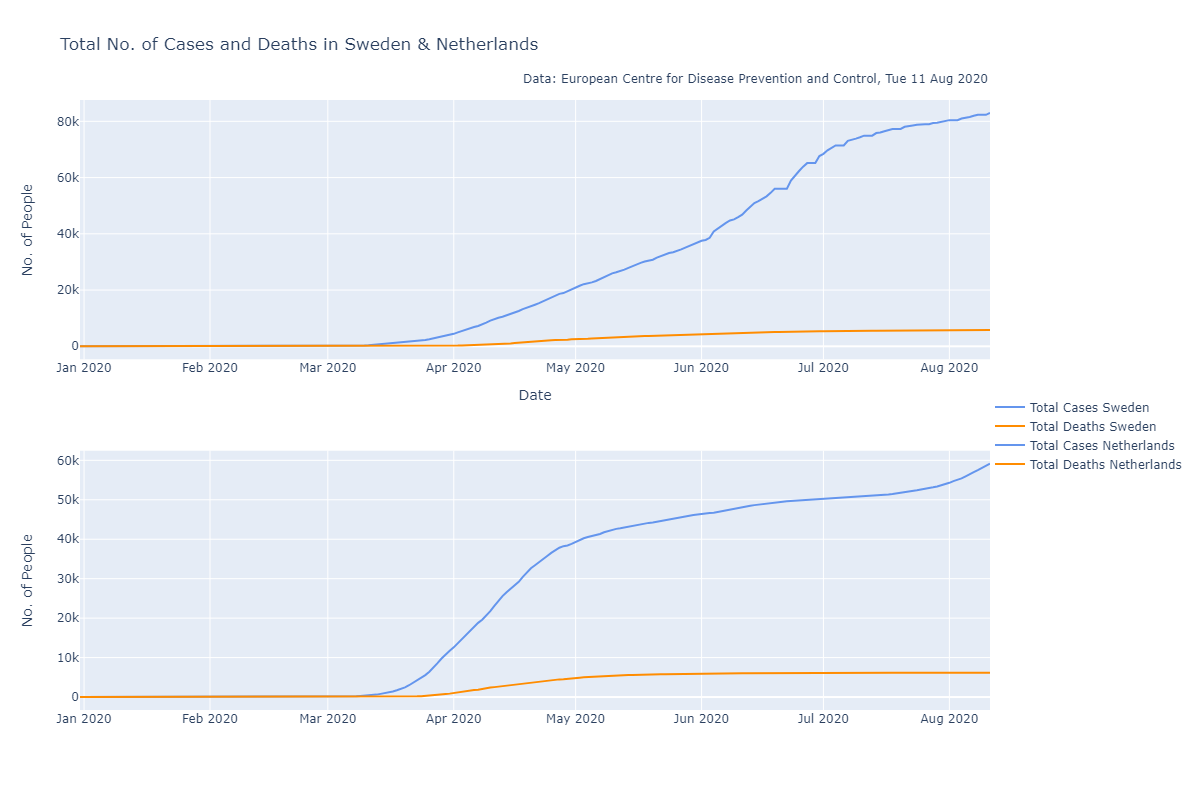 Total No. of Cases and Deaths in Sweden & Netherlands
Data: European Centre for Disease Prevention and Control, Tue 11 Aug 2020
80k
60k
40k
20k
0
No. of People
Jan 2020 Feb 2020 Mar 2020 Apr 2020 May 2020 Jun 2020 Jul 2020 Aug 2020
Date
Total Cases Sweden
Total Deaths Sweden
Total Cases Netherlands
Total Deaths Netherlands
60k
50k
40k
30k
20k
10k
0
No. of People
Jan 2020 Feb 2020 Mar 2020 Apr 2020 May 2020 Jun 2020 Jul 2020 Aug 2020